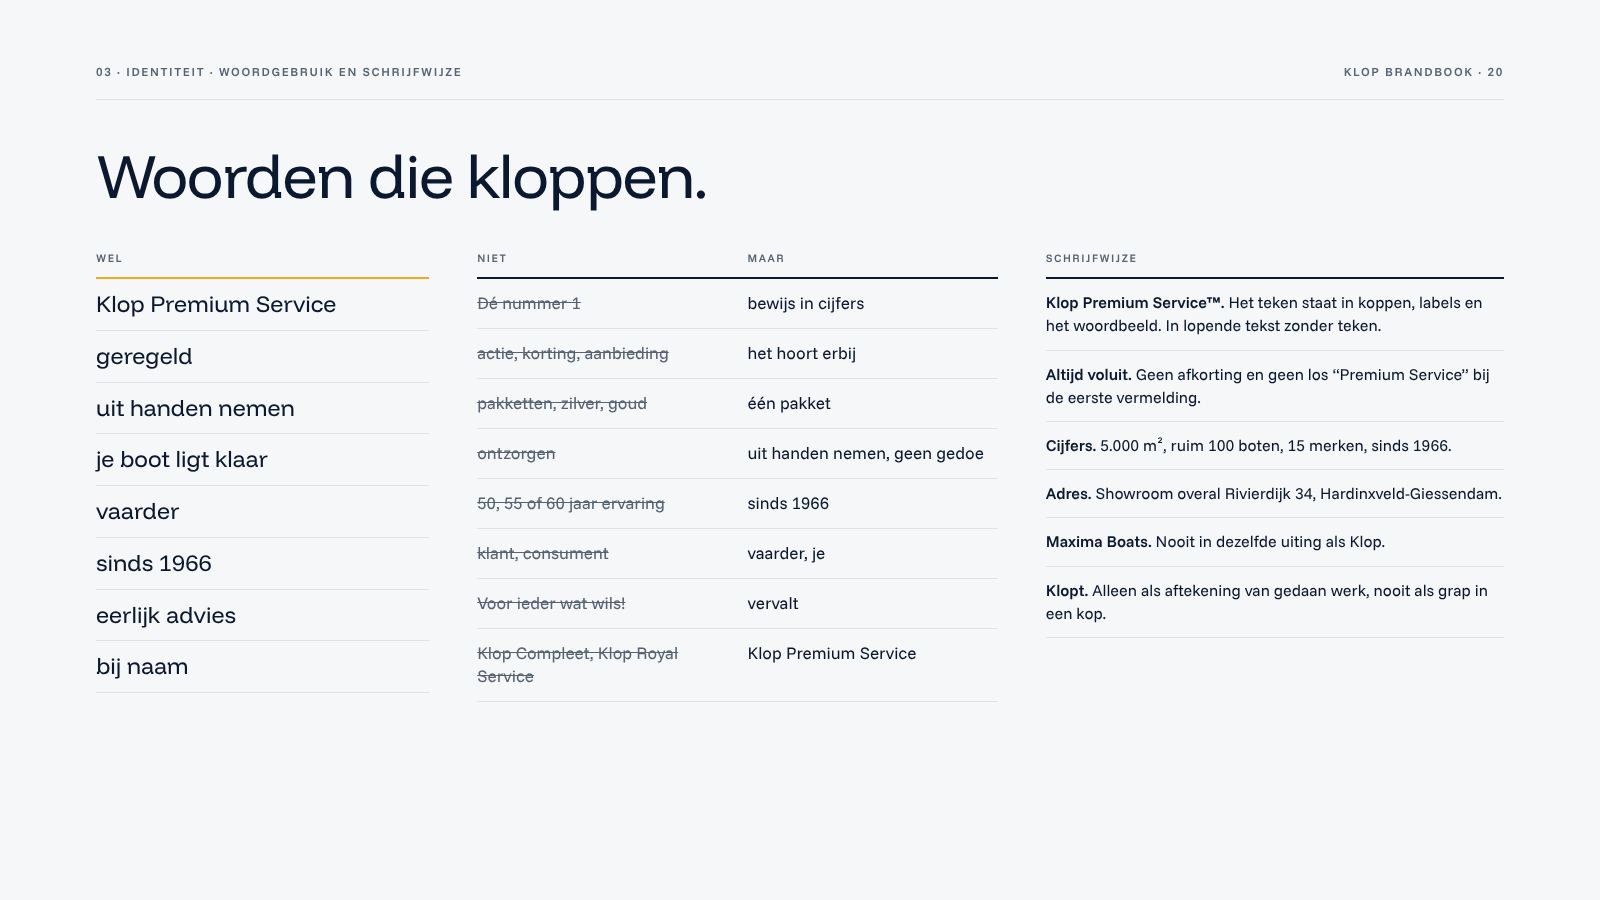 03 · IDENTITEIT · WOORDGEBRUIK EN SCHRIJFWIJZE
KLOP BRANDBOOK · 20
Woorden die kloppen.
WEL
Klop Premium Service
geregeld
uit handen nemen
je boot ligt klaar
vaarder
sinds 1966
eerlijk advies
bij naam
NIET MAAR
Dé nummer 1 bewijs in cijfers
actie, korting, aanbieding het hoort erbij
pakketten, zilver, goud één pakket
ontzorgen uit handen nemen, geen gedoe
50, 55 of 60 jaar ervaring sinds 1966
klant, consument vaarder, je
Voor ieder wat wils! vervalt
Klop Compleet, Klop Royal Klop Premium Service
Service
SCHRIJFWIJZE
Klop Premium Service™. Het teken staat in koppen, labels en
het woordbeeld. In lopende tekst zonder teken.
Altijd voluit. Geen afkorting en geen los “Premium Service” bij
de eerste vermelding.
Cijfers. 5.000 m², ruim 100 boten, 15 merken, sinds 1966.
Adres. Showroom overal Rivierdijk 34, Hardinxveld-Giessendam.
Maxima Boats. Nooit in dezelfde uiting als Klop.
Klopt. Alleen als aftekening van gedaan werk, nooit als grap in
een kop.